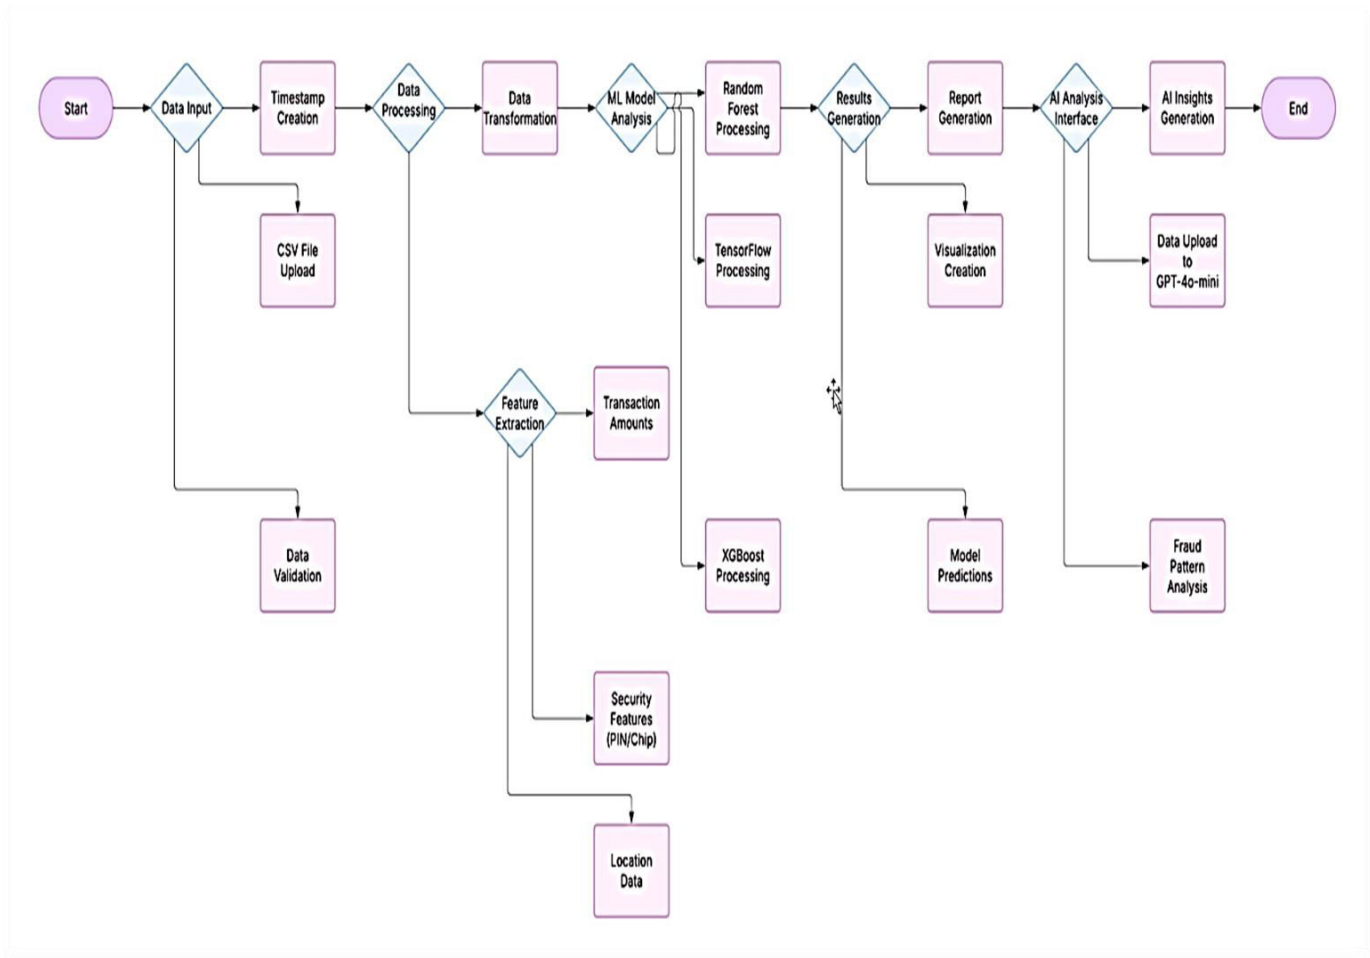 Start
Data Input
Timestamp
Creation
Data
Processing
Data
Transformation
ML Model
Analysis
Random
Forest
Processing
Results
Generation
Report
Generation
AI Analysis
Interface
AI Insights
Generation
End
CSV File
Upload
TensorFlow
Processing
Visualization
Creation
Data Upload
to
GPT-4o-mini
Feature
Extraction
Transaction
Amounts
Data
Validation
XGBoost
Processing
Model
Predictions
Fraud
Pattern
Analysis
Security
Features
(PIN/Chip)
Location
Data